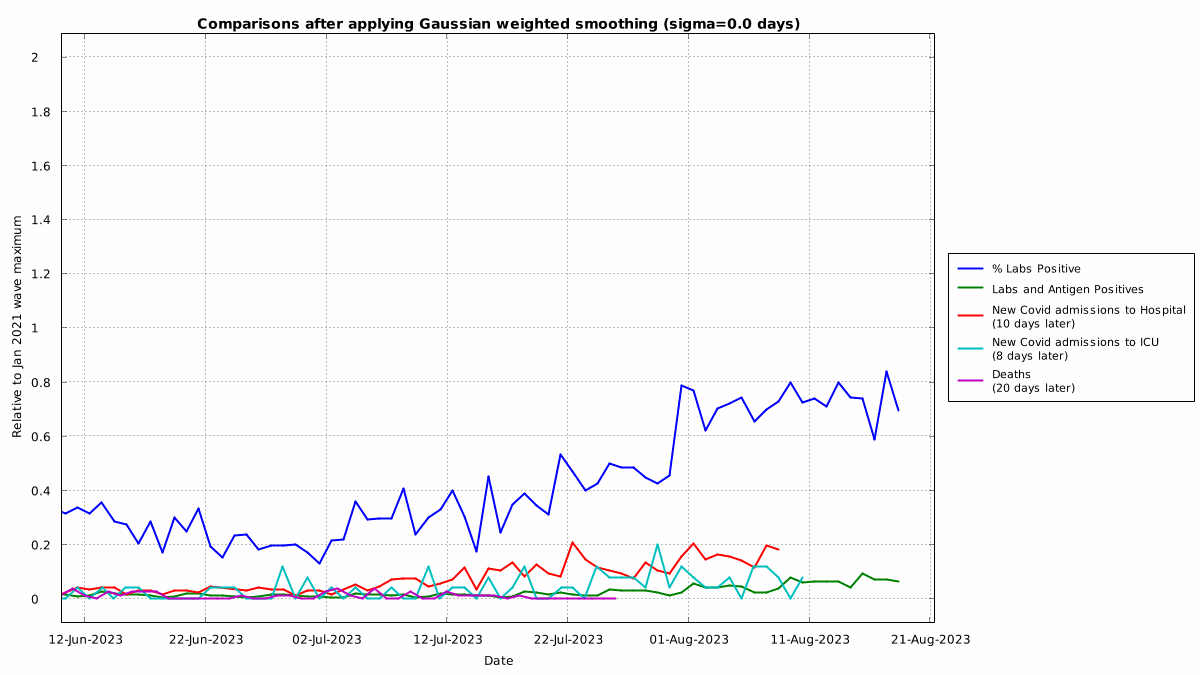 Comparisons after applying Gaussian weighted smoothing (sigma=0.0 days)
Relative to Jan 2021 wave maximum
2
1.8
1.6
1.4
1.2
1
0.8
0.6
0.4
0.2
0
12-Jun-2023 22-Jun-2023 02-Jul-2023 12-Jul-2023 22-Jul-2023 01-Aug-2023 11-Aug-2023 21-Aug-2023
Date
% Labs Positive
Labs and Antigen Positives
New Covid admissions to Hospital
(10 days later)
New Covid admissions to ICU
(8 days later)
Deaths
(20 days later)